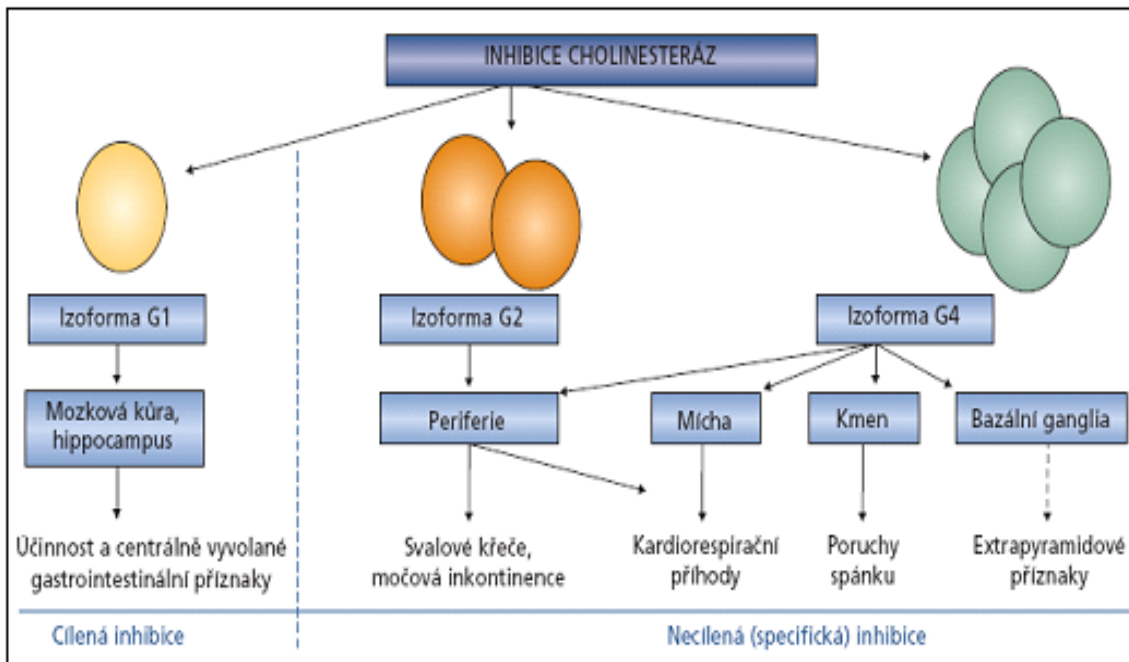 INHIBICE CHOLINESTERÁZ
Izoforma G1
Izoforma G2
Izoforma G4
Mozková kůra,
hippocampus
Periferie
Mícha
Kmen
Bazální ganglia
Účinnost a centrálně vyvolané
gastrointestinální příznaky
Svalové křeče,
močová inkontinence
Kardiorespirační
příhody
Poruchy
spánku
Extrapyramidové
příznaky
Cílená inhibice
Necílená (specifická) inhibice